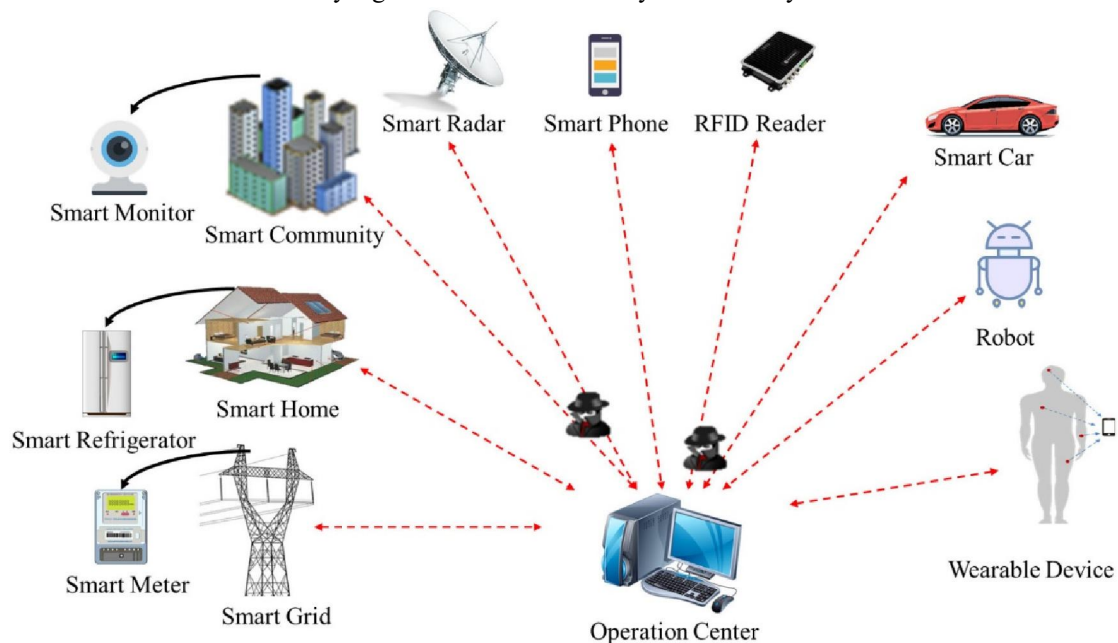 Smart Radar
Smart Phone
RFID Reader
Smart Car
Smart Monitor
Smart Community
Robot
Smart Home
Smart Refrigerator
Smart Meter
Smart Grid
Wearable Device
Operation Center